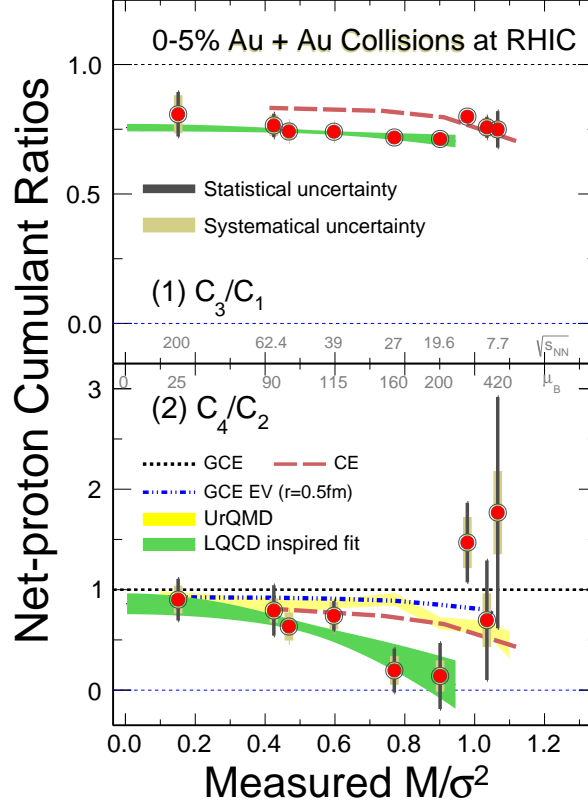 0-5% Au + Au Collisions at RHIC
Net-proton Cumulant Ratios
1.0
0.5
0.0
Statistical uncertainty
Systematical uncertainty
(1) C₃/C₁
200 62.4 39 27 19.6 7.7 √s_NN
0 25 90 115 160 200 420 μ_B
3
2
1
0
(2) C₄/C₂
GCE CE
GCE EV (r=0.5fm)
UrQMD
LQCD inspired fit
0.0 0.2 0.4 0.6 0.8 1.0 1.2
Measured M/σ²